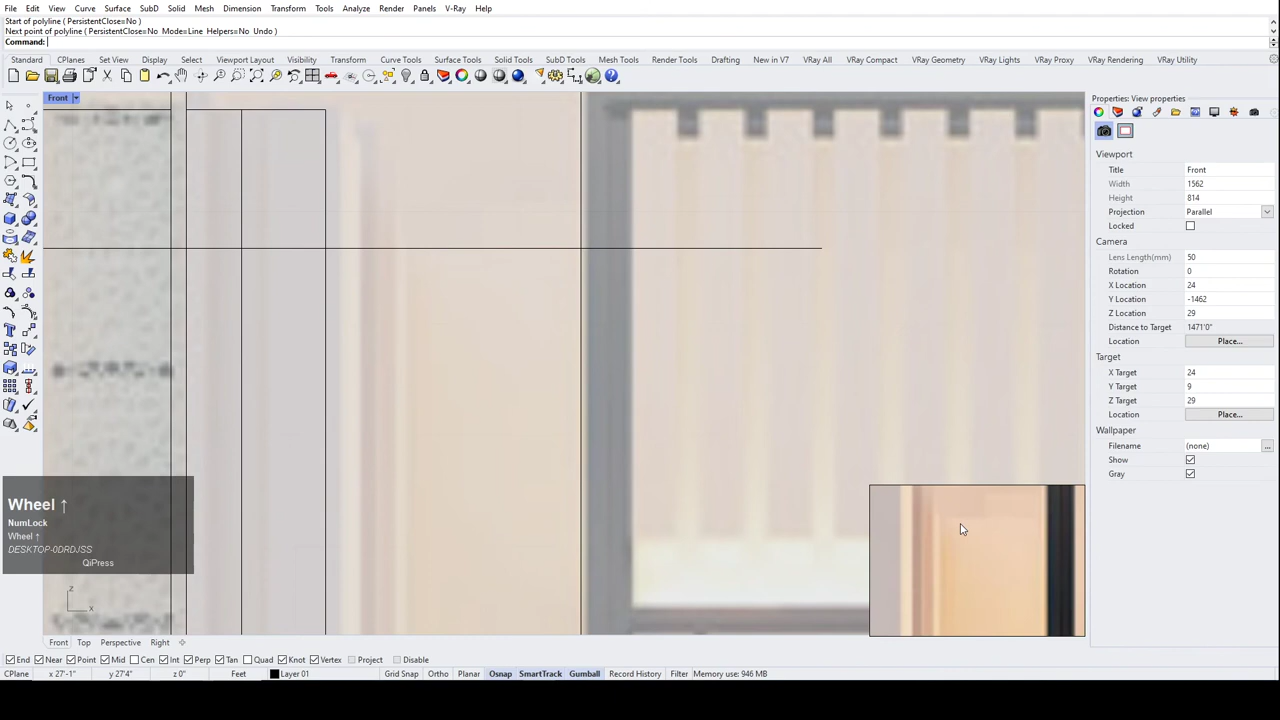 File Edit View Curve Surface SubD Solid Mesh Dimension Transform Tools Analyze Render Panels V-Ray Help
Start of polyline ( PersistentClose=No )
Next point of polyline ( PersistentClose=No Mode=Line Helpers=No Undo )
Command:
Standard CPlanes Set View Display Select Viewport Layout Visibility Transform Curve Tools Surface Tools Solid Tools SubD Tools Mesh Tools Render Tools Drafting New in V7 VRay All VRay Compact VRay Geometry VRay Lights VRay Proxy VRay Rendering VRay Utility
Front
Properties: View properties
Viewport
Title Front
Width 1562
Height 814
Projection Parallel
Locked
Camera
Lens Length(mm) 50
Rotation 0
X Location 24
Y Location -1462
Z Location 29
Distance to Target 1471'0"
Location Place...
Target
X Target 24
Y Target 9
Z Target 29
Location Place...
Wallpaper
Filename (none) ...
Show
Gray
Wheel ↑
NumLock
Wheel ↑
DESKTOP-0DRDJSS
QiPress
z
x
Front Top Perspective Right
End Near Point Mid Cen Int Perp Tan Quad Knot Vertex Project Disable
CPlane x 27'-1" y 27'4" z 0" Feet Layer 01 Grid Snap Ortho Planar Osnap SmartTrack Gumball Record History Filter Memory use: 946 MB